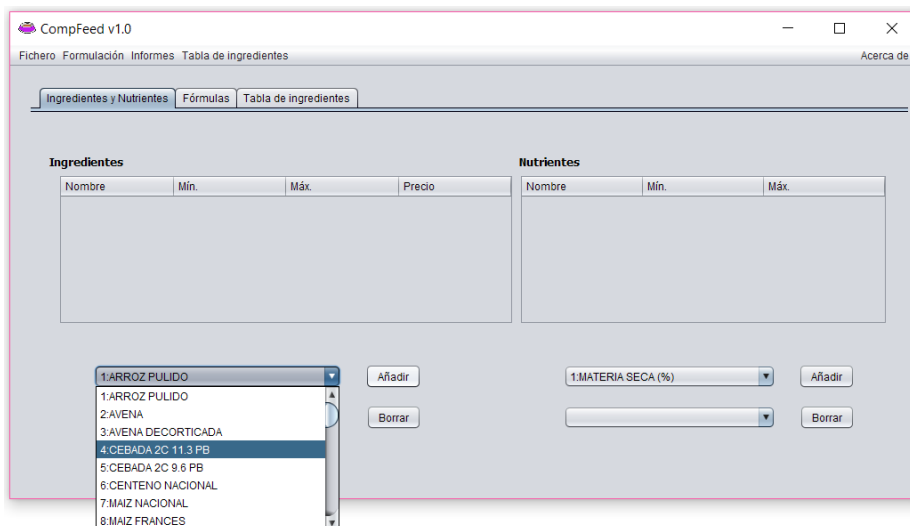 CompFeed v1.0
Fichero Formulación Informes Tabla de ingredientes Acerca de
Ingredientes y Nutrientes Fórmulas Tabla de ingredientes
Ingredientes Nutrientes
Nombre Mín. Máx. Precio Nombre Mín. Máx.
1:ARROZ PULIDO Añadir 1:MATERIA SECA (%) Añadir
1:ARROZ PULIDO
2:AVENA
3:AVENA DECORTICADA Borrar Borrar
4:CEBADA 2C 11.3 PB
5:CEBADA 2C 9.6 PB
6:CENTENO NACIONAL
7:MAIZ NACIONAL
8:MAIZ FRANCES